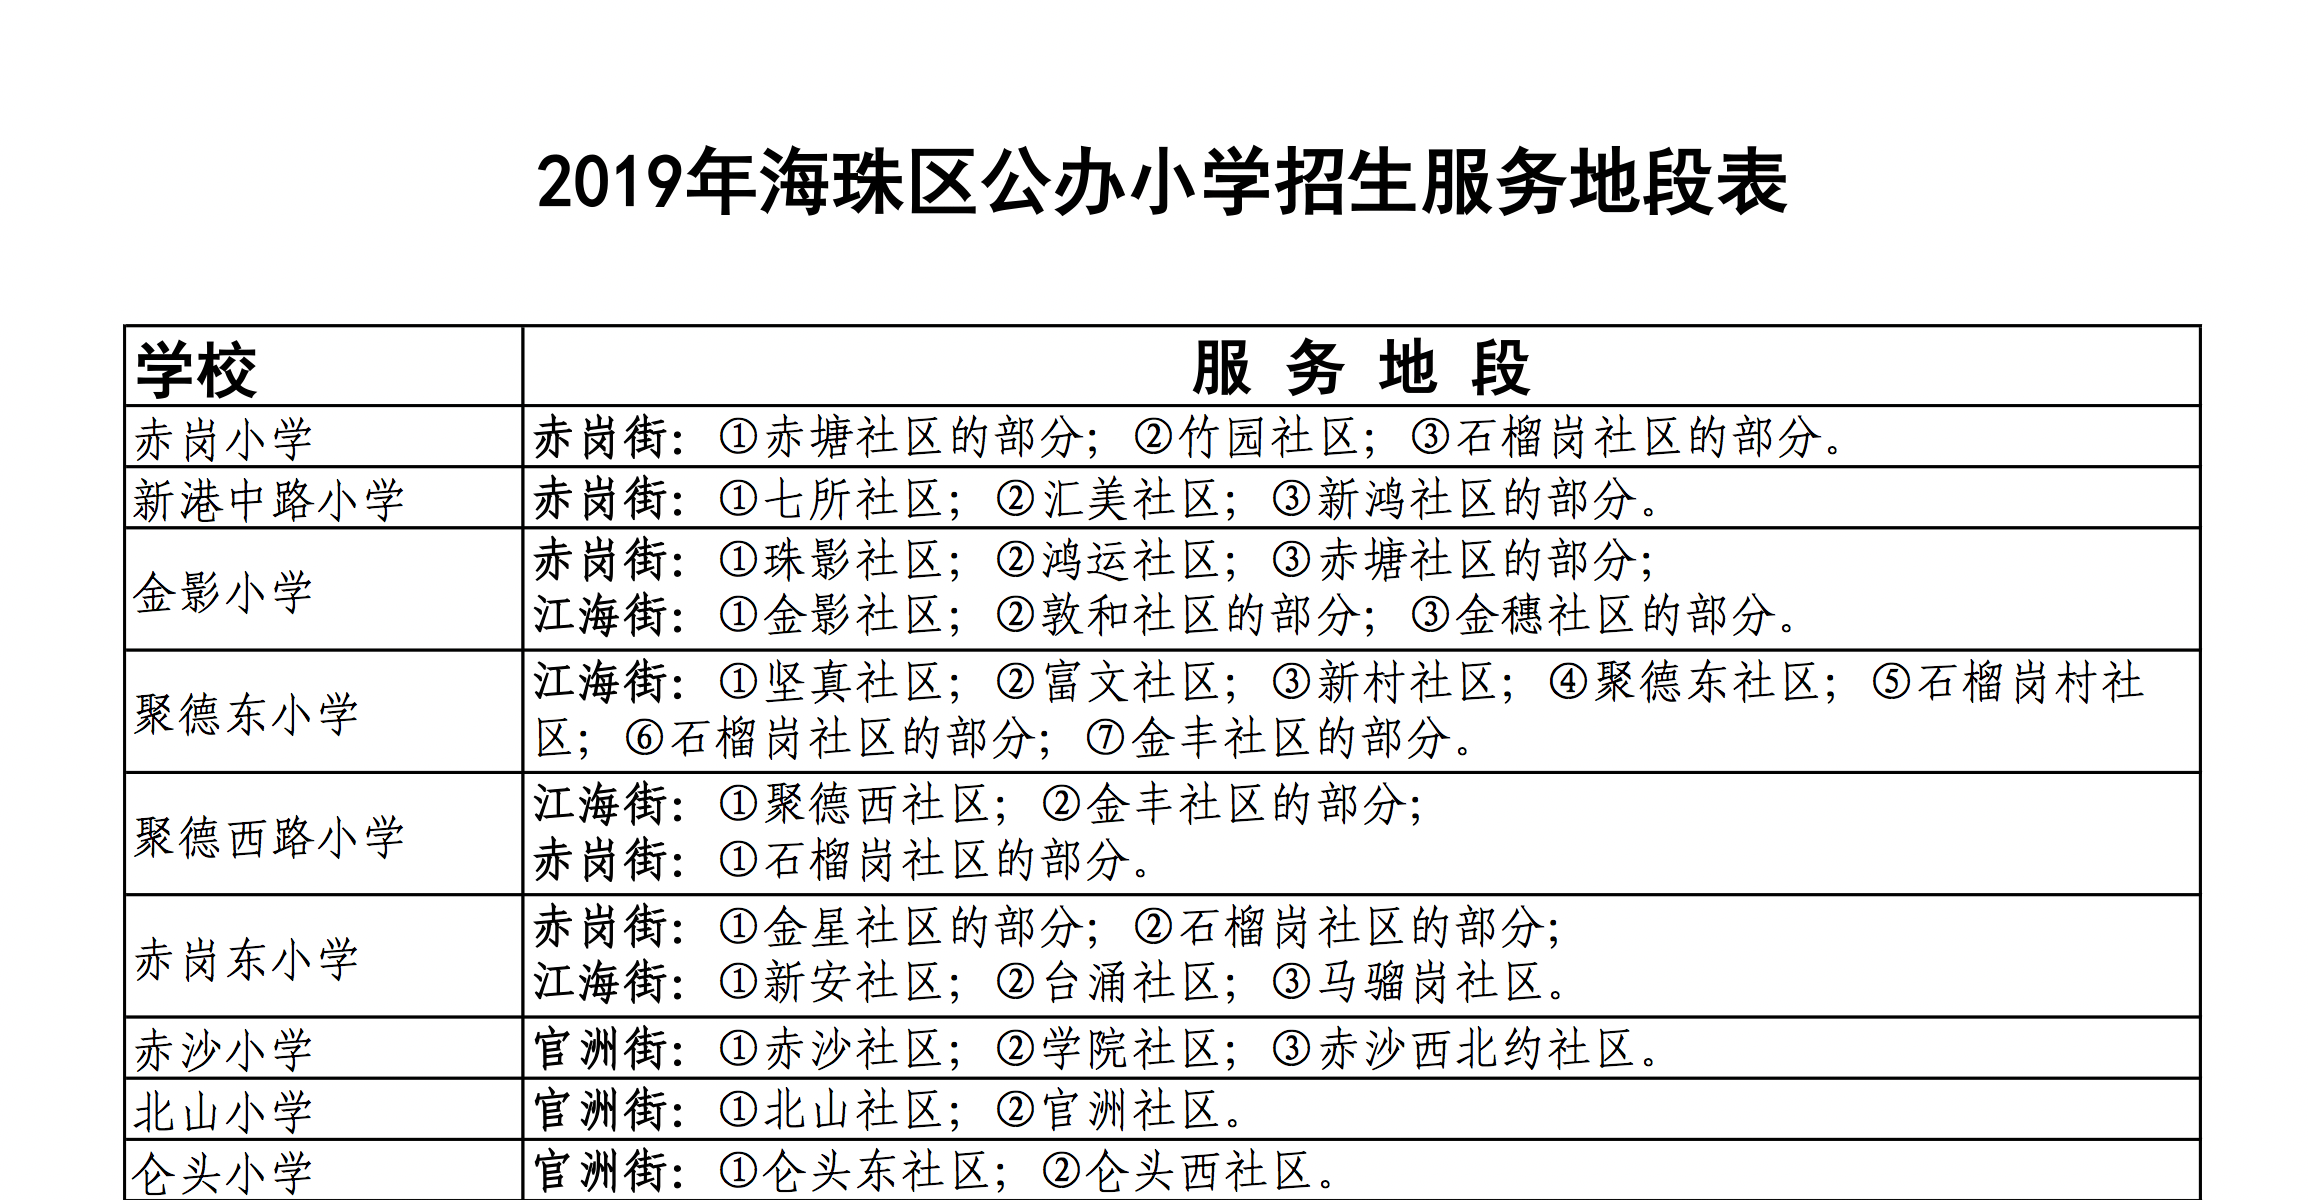 2019年海珠区公办小学招生服务地段表
学校 服 务 地 段
赤岗小学 赤岗街：①赤塘社区的部分；②竹园社区；③石榴岗社区的部分。
新港中路小学 赤岗街：①七所社区；②汇美社区；③新鸿社区的部分。
金影小学 赤岗街：①珠影社区；②鸿运社区；③赤塘社区的部分；
江海街：①金影社区；②敦和社区的部分；③金穗社区的部分。
聚德东小学 江海街：①坚真社区；②富文社区；③新村社区；④聚德东社区；⑤石榴岗村社
区；⑥石榴岗社区的部分；⑦金丰社区的部分。
聚德西路小学 江海街：①聚德西社区；②金丰社区的部分；
赤岗街：①石榴岗社区的部分。
赤岗东小学 赤岗街：①金星社区的部分；②石榴岗社区的部分；
江海街：①新安社区；②台涌社区；③马骝岗社区。
赤沙小学 官洲街：①赤沙社区；②学院社区；③赤沙西北约社区。
北山小学 官洲街：①北山社区；②官洲社区。
仑头小学 官洲街：①仑头东社区；②仑头西社区。